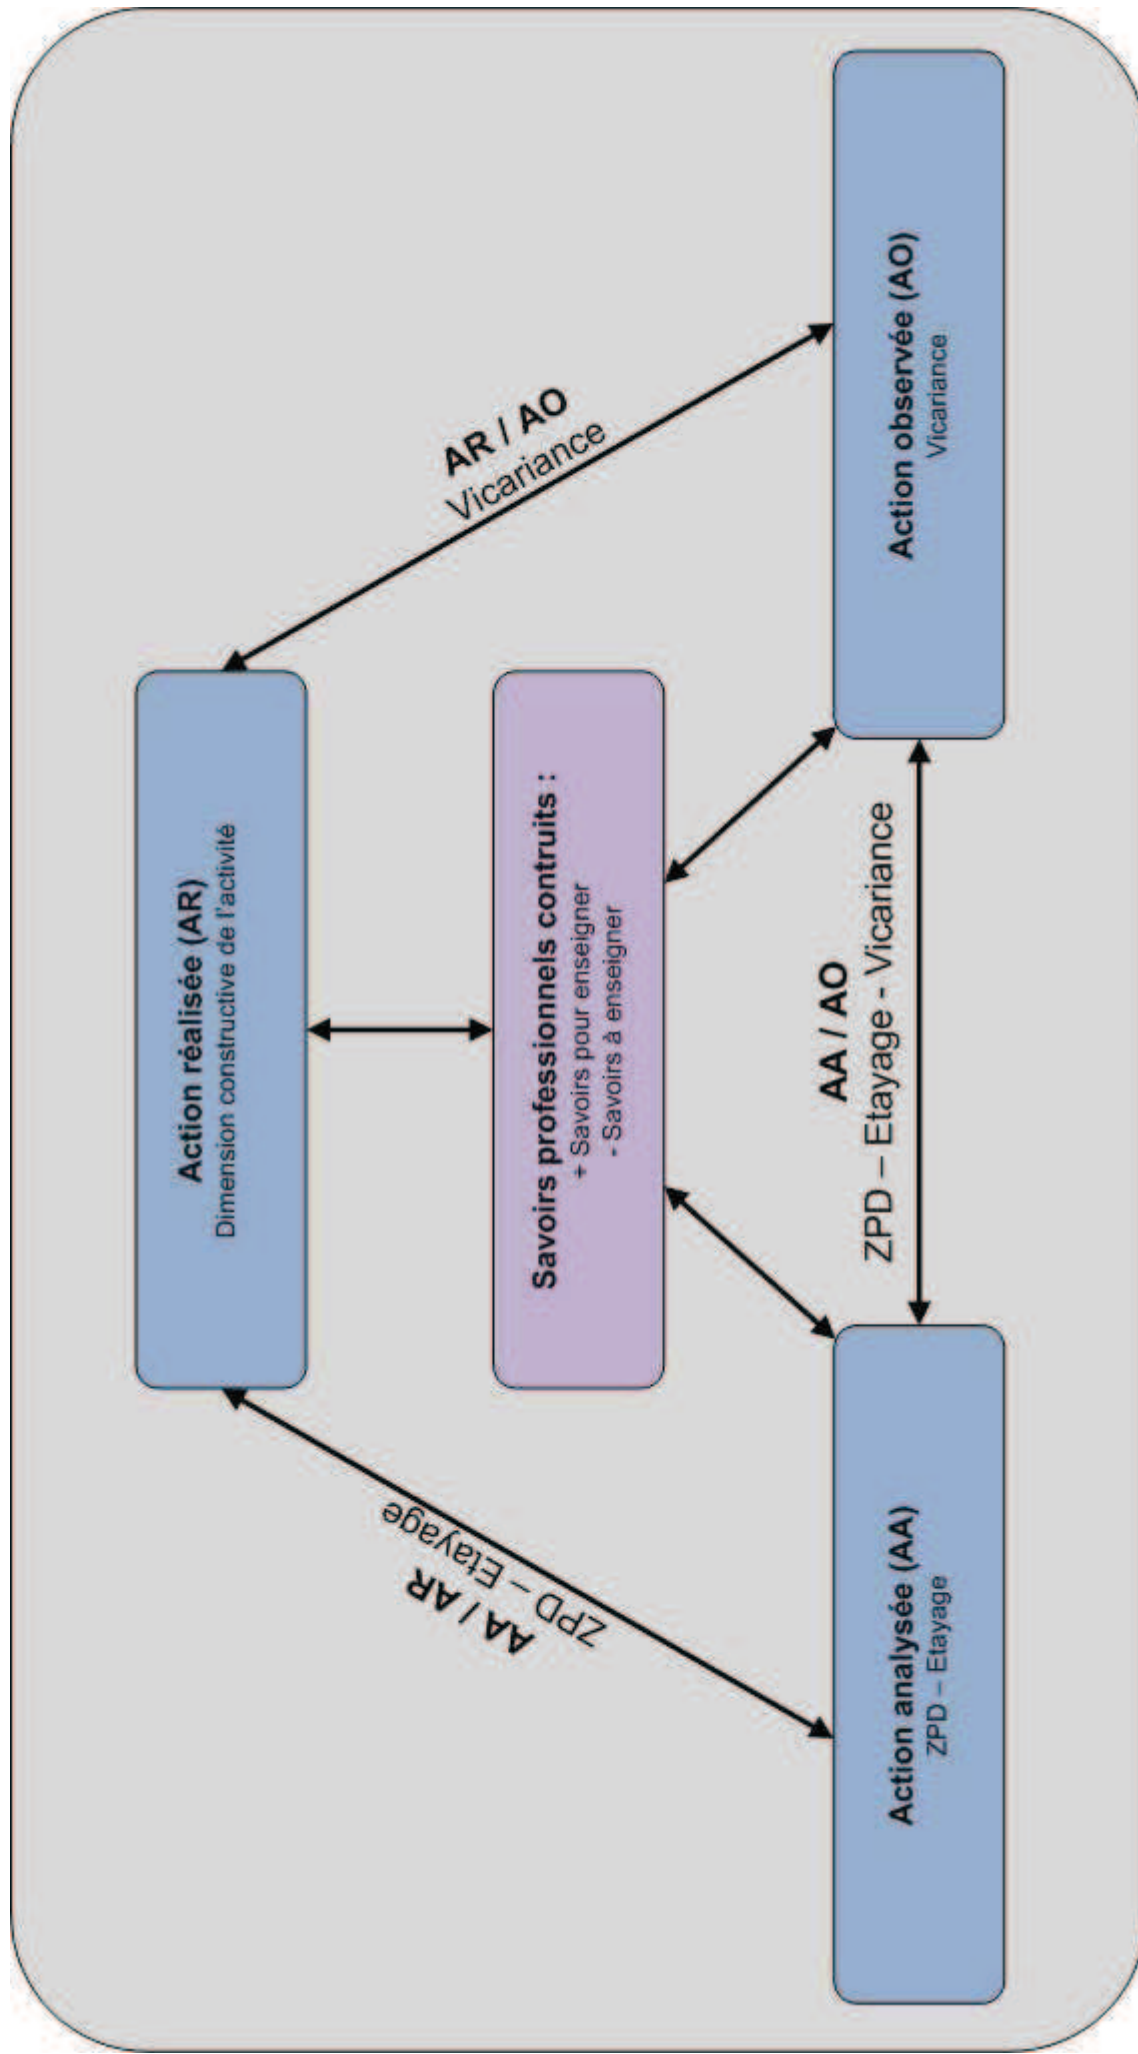 Action réalisée (AR)
Dimension constructive de l'activité
AA / AR
ZPD – Etayage
AR / AO
Vicariance
Savoirs professionnels contruits :
+ Savoirs pour enseigner
- Savoirs à enseigner
AA / AO
ZPD – Etayage - Vicariance
Action analysée (AA)
ZPD – Etayage
Action observée (AO)
Vicariance